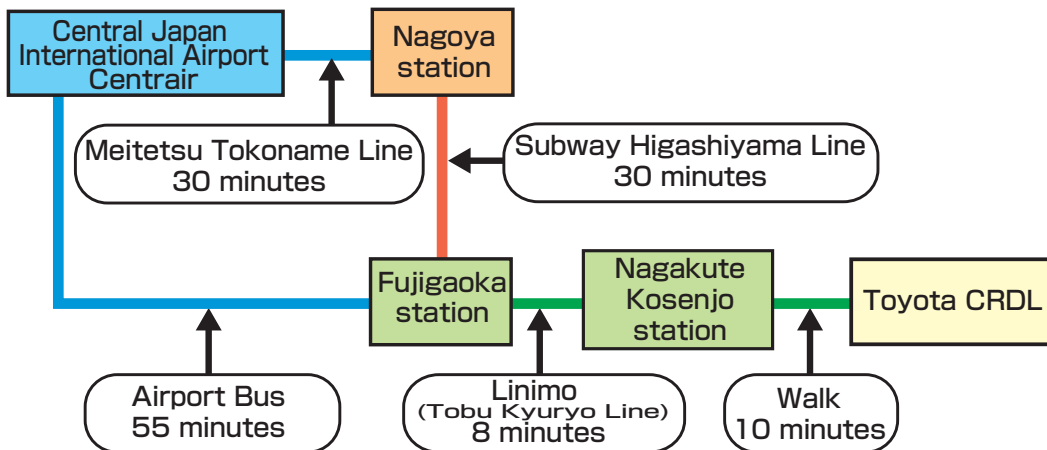 Central Japan
International Airport
Centrair
Nagoya
station
Meitetsu Tokoname Line
30 minutes
Subway Higashiyama Line
30 minutes
Fujigaoka
station
Nagakute
Kosenjo
station
Toyota CRDL
Airport Bus
55 minutes
Linimo
(Tobu Kyuryo Line)
8 minutes
Walk
10 minutes